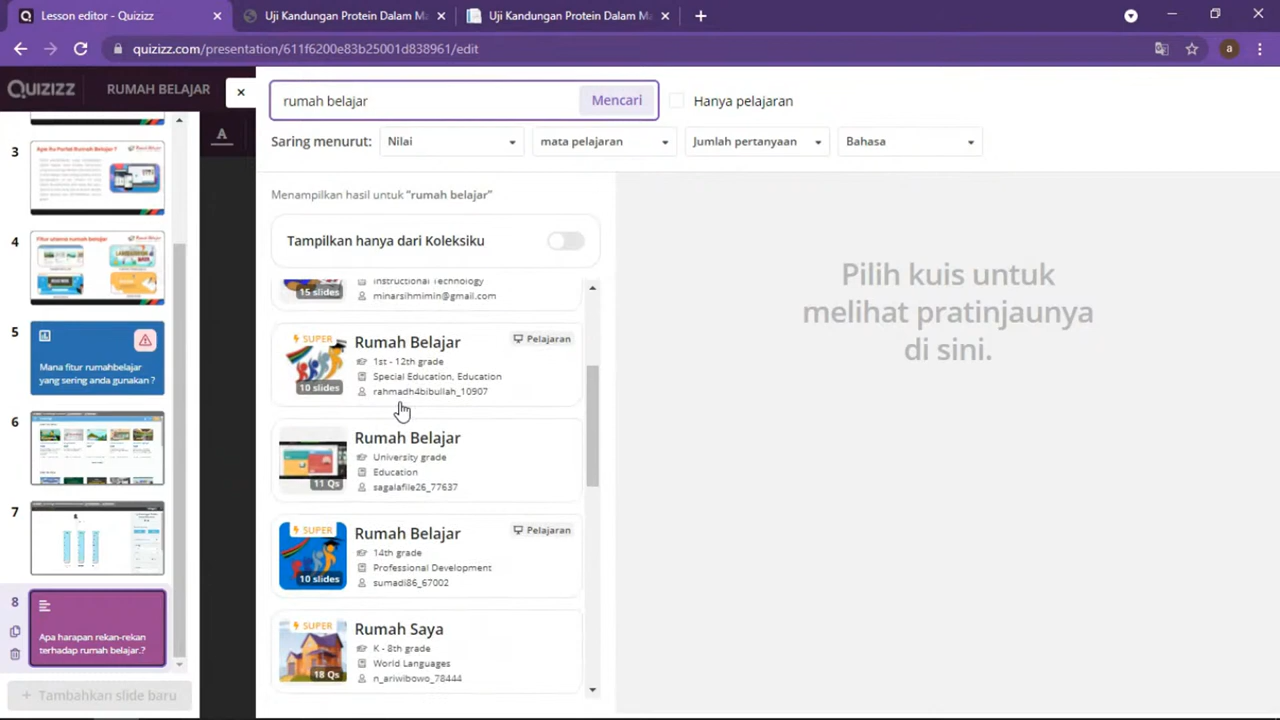 Lesson editor - Quizizz
Uji Kandungan Protein Dalam Ma
Uji Kandungan Protein Dalam Ma
quizizz.com/presentation/611f6200e83b25001d838961/edit
a
QUIZIZZ
RUMAH BELAJAR
A
rumah belajar
Mencari
Hanya pelajaran
Saring menurut:
Nilai
mata pelajaran
Jumlah pertanyaan
Bahasa
3
Apa itu Portal Rumah Belajar ?
4
Fitur utama rumah belajar
5
Mana fitur rumahbelajar
yang sering anda gunakan ?
6
7
8
Apa harapan rekan-rekan
terhadap rumah belajar.?
+ Tambahkan slide baru
Menampilkan hasil untuk "rumah belajar"
Tampilkan hanya dari Koleksiku
15 slides
Instructional Technology
minarsihmimin@gmail.com
SUPER
10 slides
Rumah Belajar
Pelajaran
1st - 12th grade
Special Education, Education
rahmadh4bibullah_10907
11 Qs
Rumah Belajar
University grade
Education
sagalafile26_77637
SUPER
10 slides
Rumah Belajar
Pelajaran
14th grade
Professional Development
sumadi86_67002
SUPER
18 Qs
Rumah Saya
K - 8th grade
World Languages
n_ariwibowo_78444
Pilih kuis untuk
melihat pratinjaunya
di sini.